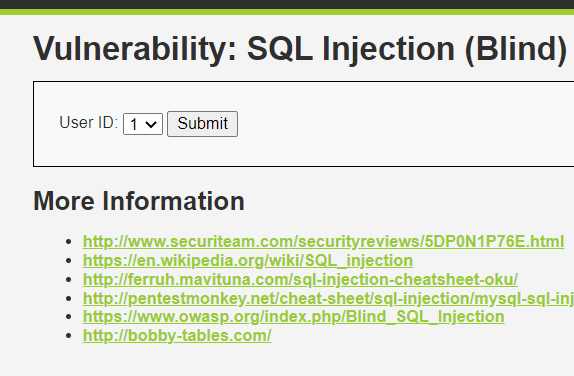 Vulnerability: SQL Injection (Blind)
User ID: 1 Submit
More Information
http://www.securiteam.com/securityreviews/5DP0N1P76E.html
https://en.wikipedia.org/wiki/SQL_injection
http://ferruh.mavituna.com/sql-injection-cheatsheet-oku/
http://pentestmonkey.net/cheat-sheet/sql-injection/mysql-sql-inj
https://www.owasp.org/index.php/Blind_SQL_Injection
http://bobby-tables.com/